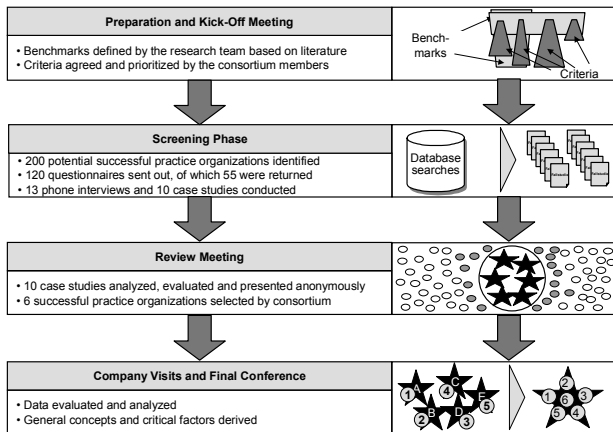 Preparation and Kick-Off Meeting
• Benchmarks defined by the research team based on literature
• Criteria agreed and prioritized by the consortium members
Bench-
marks
Criteria
Screening Phase
• 200 potential successful practice organizations identified
• 120 questionnaires sent out, of which 55 were returned
• 13 phone interviews and 10 case studies conducted
Database
searches
Review Meeting
• 10 case studies analyzed, evaluated and presented anonymously
• 6 successful practice organizations selected by consortium
Company Visits and Final Conference
• Data evaluated and analyzed
• General concepts and critical factors derived
A
1
B
2
C
4
D
3
E
5
2
1 6 3
5 4